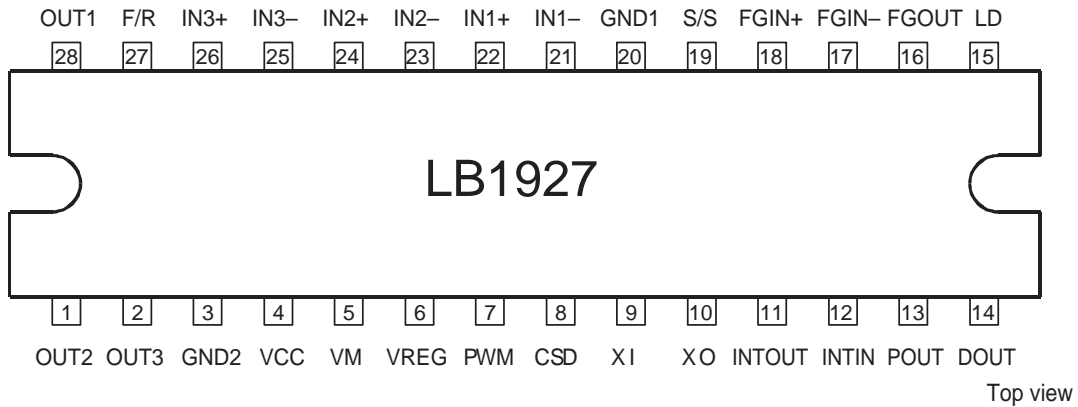 OUT1 F/R IN3+ IN3– IN2+ IN2– IN1+ IN1– GND1 S/S FGIN+ FGIN– FGOUT LD
28 27 26 25 24 23 22 21 20 19 18 17 16 15
LB1927
1 2 3 4 5 6 7 8 9 10 11 12 13 14
OUT2 OUT3 GND2 VCC VM VREG PWM CSD XI XO INTOUT INTIN POUT DOUT
Top view